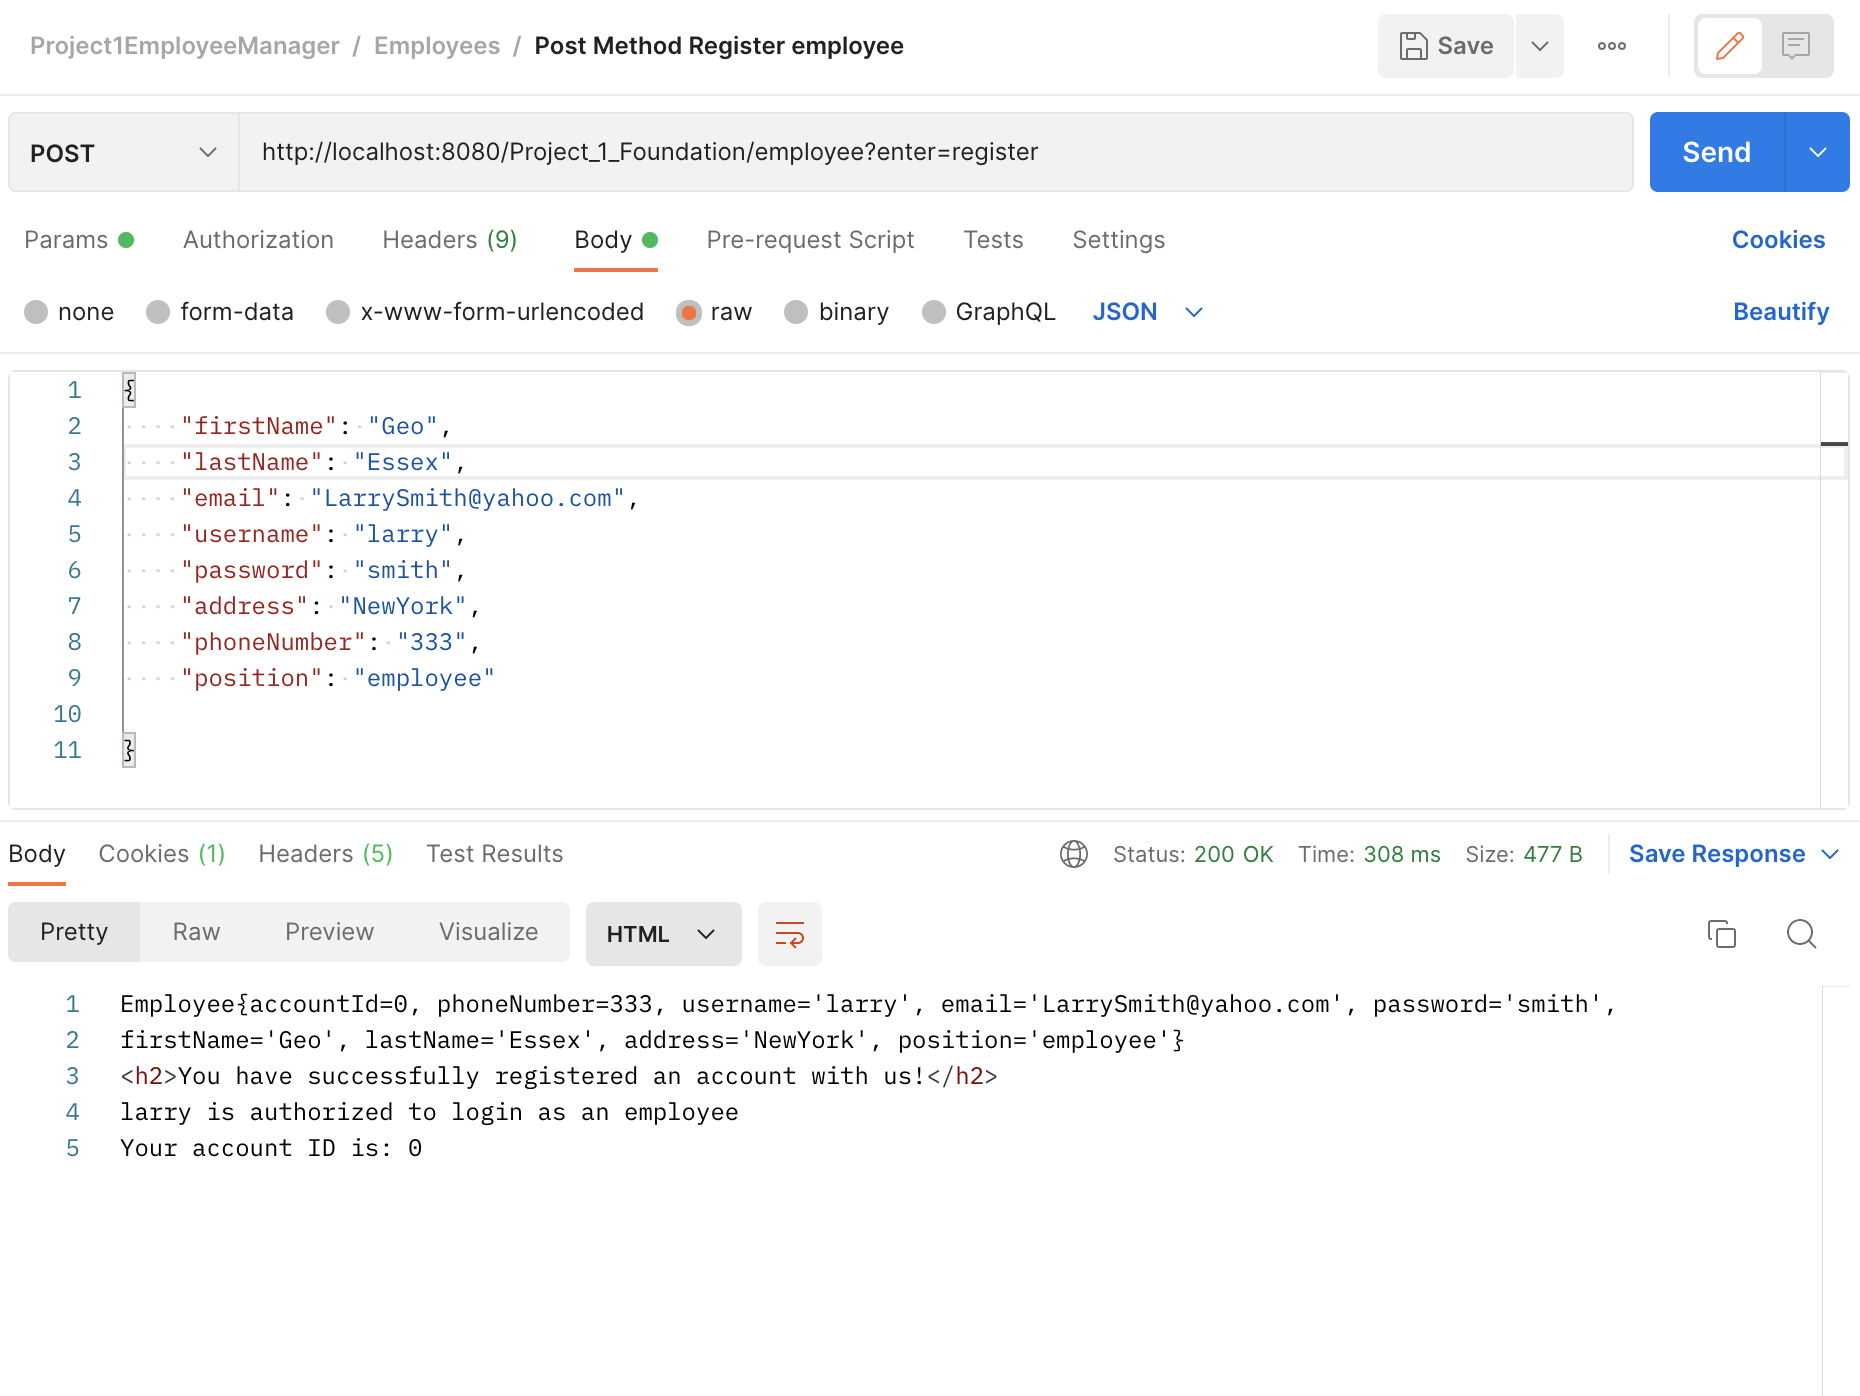 Project1EmployeeManager / Employees / Post Method Register employee
Save
POST
http://localhost:8080/Project_1_Foundation/employee?enter=register
Send
Params
Authorization
Headers (9)
Body
Pre-request Script
Tests
Settings
Cookies
none
form-data
x-www-form-urlencoded
raw
binary
GraphQL
JSON
Beautify
1 {
2 "firstName": "Geo",
3 "lastName": "Essex",
4 "email": "LarrySmith@yahoo.com",
5 "username": "larry",
6 "password": "smith",
7 "address": "NewYork",
8 "phoneNumber": "333",
9 "position": "employee"
10
11 }
Body
Cookies (1)
Headers (5)
Test Results
Status: 200 OK
Time: 308 ms
Size: 477 B
Save Response
Pretty
Raw
Preview
Visualize
HTML
1 Employee{accountId=0, phoneNumber=333, username='larry', email='LarrySmith@yahoo.com', password='smith',
2 firstName='Geo', lastName='Essex', address='NewYork', position='employee'}
3 <h2>You have successfully registered an account with us!</h2>
4 larry is authorized to login as an employee
5 Your account ID is: 0